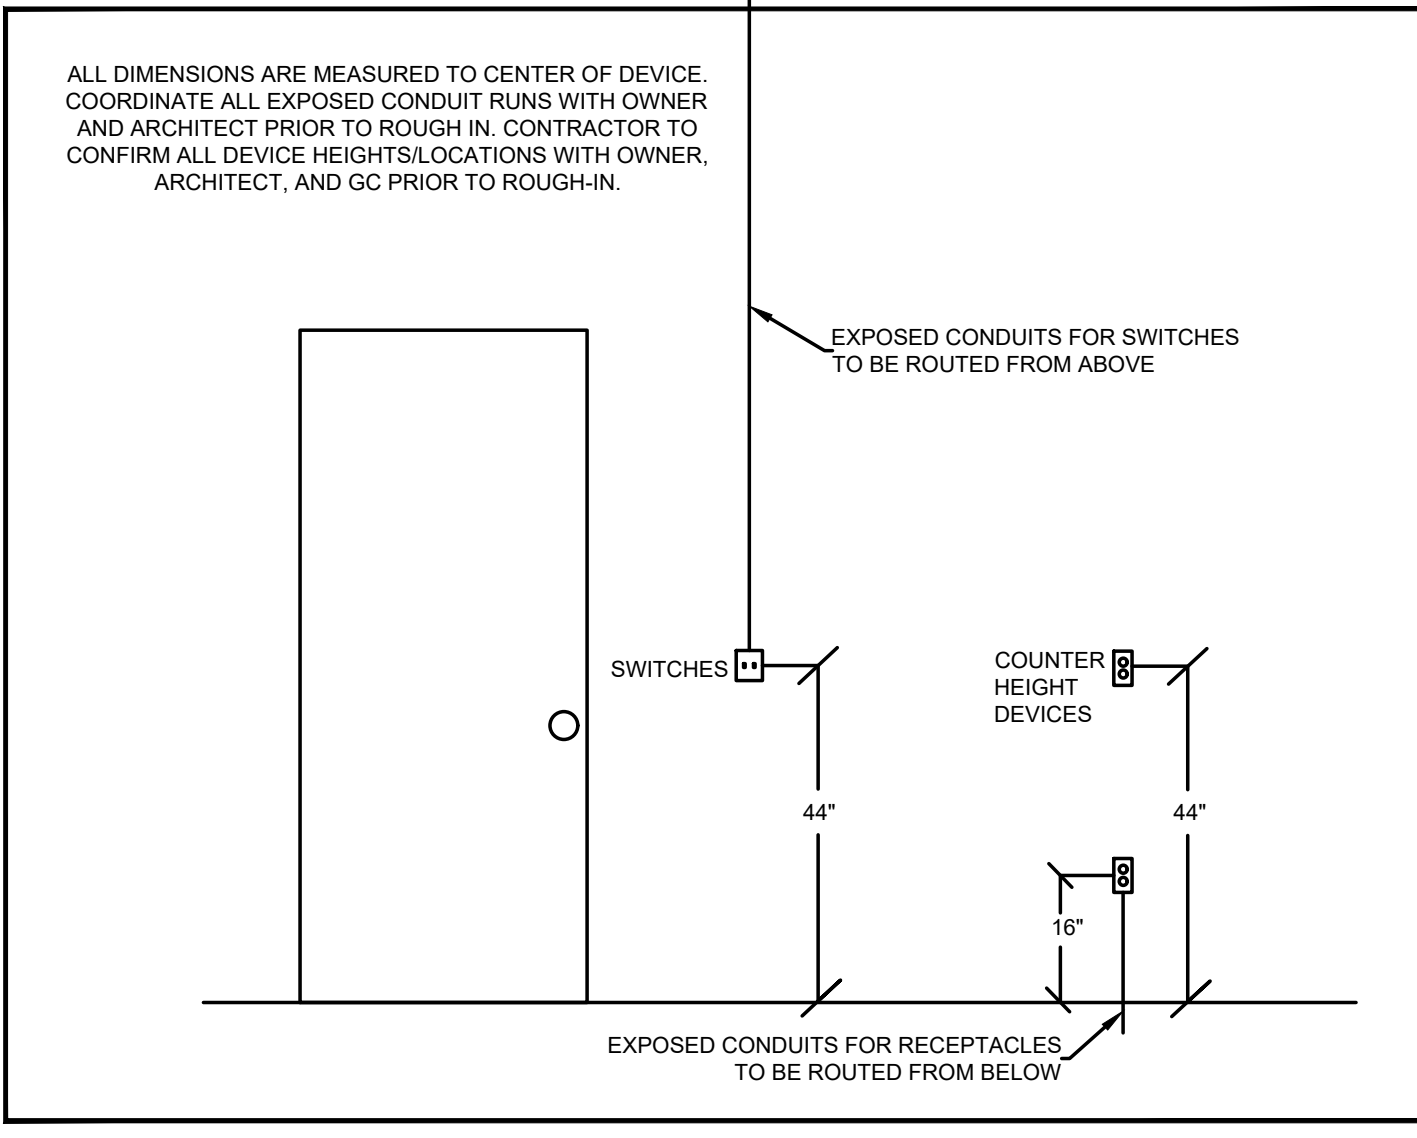 ALL DIMENSIONS ARE MEASURED TO CENTER OF DEVICE.
COORDINATE ALL EXPOSED CONDUIT RUNS WITH OWNER
AND ARCHITECT PRIOR TO ROUGH IN. CONTRACTOR TO
CONFIRM ALL DEVICE HEIGHTS/LOCATIONS WITH OWNER,
ARCHITECT, AND GC PRIOR TO ROUGH-IN.
EXPOSED CONDUITS FOR SWITCHES
TO BE ROUTED FROM ABOVE
SWITCHES
COUNTER
HEIGHT
DEVICES
44"
44"
16"
EXPOSED CONDUITS FOR RECEPTACLES
TO BE ROUTED FROM BELOW